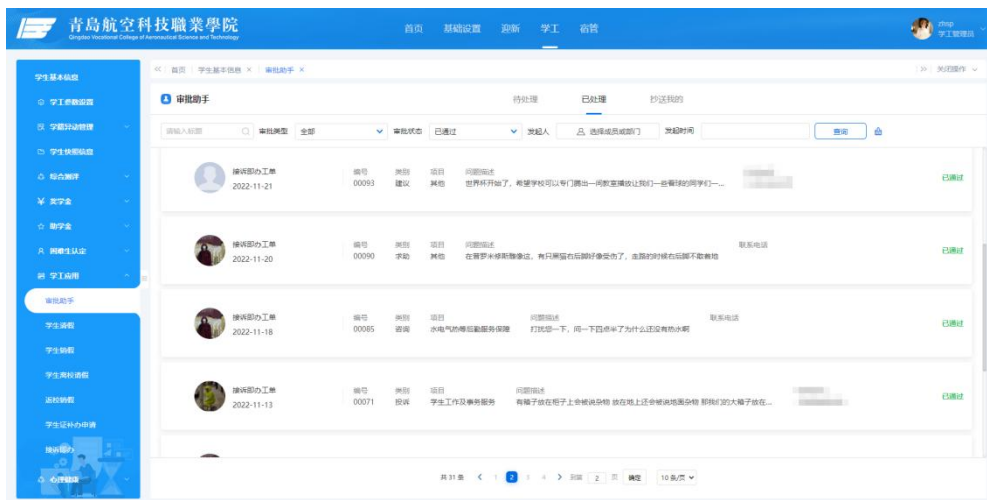 青岛航空科技職業學院
Qingdao Vocational College of Aeronautical Science and Technology
首页 基础设置 迎新 学工 宿管
zhxp
学工管理员
学生基本信息
学工参数设置
学籍异动管理
学生快照信息
综合测评
奖学金
助学金
困难生认定
学工应用
审批助手
学生请假
学生销假
学生离校请假
返校销假
学生证补办申请
接诉即办
心理健康
首页 学生基本信息 × 审批助手 × 关闭操作
审批助手 待处理 已处理 抄送我的
请输入标题 审批类型 全部 审批状态 已通过 发起人 选择成员或部门 发起时间 查询
接诉即办工单 编号 类别 项目 问题描述
2022-11-21 00093 建议 其他 世界杯开始了，希望学校可以专门腾出一间教室播放让我们一些看球的同学们一... 已通过
接诉即办工单 编号 类别 项目 问题描述 联系电话
2022-11-20 00090 求助 其他 在普罗米修斯雕像这，有只黑猫右后脚好像受伤了，走路的时候右后脚不敢着地 已通过
接诉即办工单 编号 类别 项目 问题描述 联系电话
2022-11-18 00085 咨询 水电气热等后勤服务保障 打扰您一下，问一下四点半了为什么还没有热水啊 已通过
接诉即办工单 编号 类别 项目 问题描述
2022-11-13 00071 投诉 学生工作及事务服务 有箱子放在柜子上会被说杂物 放在地上还会被说地面杂物 那我们的大箱子放在... 已通过
共 31 条 1 2 3 4 到第 2 页 确定 10 条/页